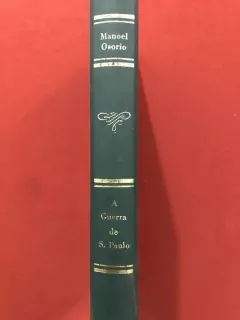 Manoel
Osorio
A
Guerra
de
S. Paulo